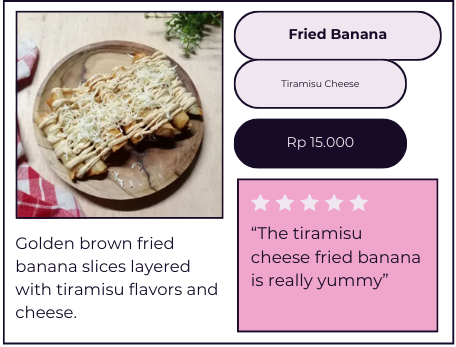 Fried Banana
Tiramisu Cheese
Rp 15.000
“The tiramisu
cheese fried banana
is really yummy”
Golden brown fried
banana slices layered
with tiramisu flavors and
cheese.